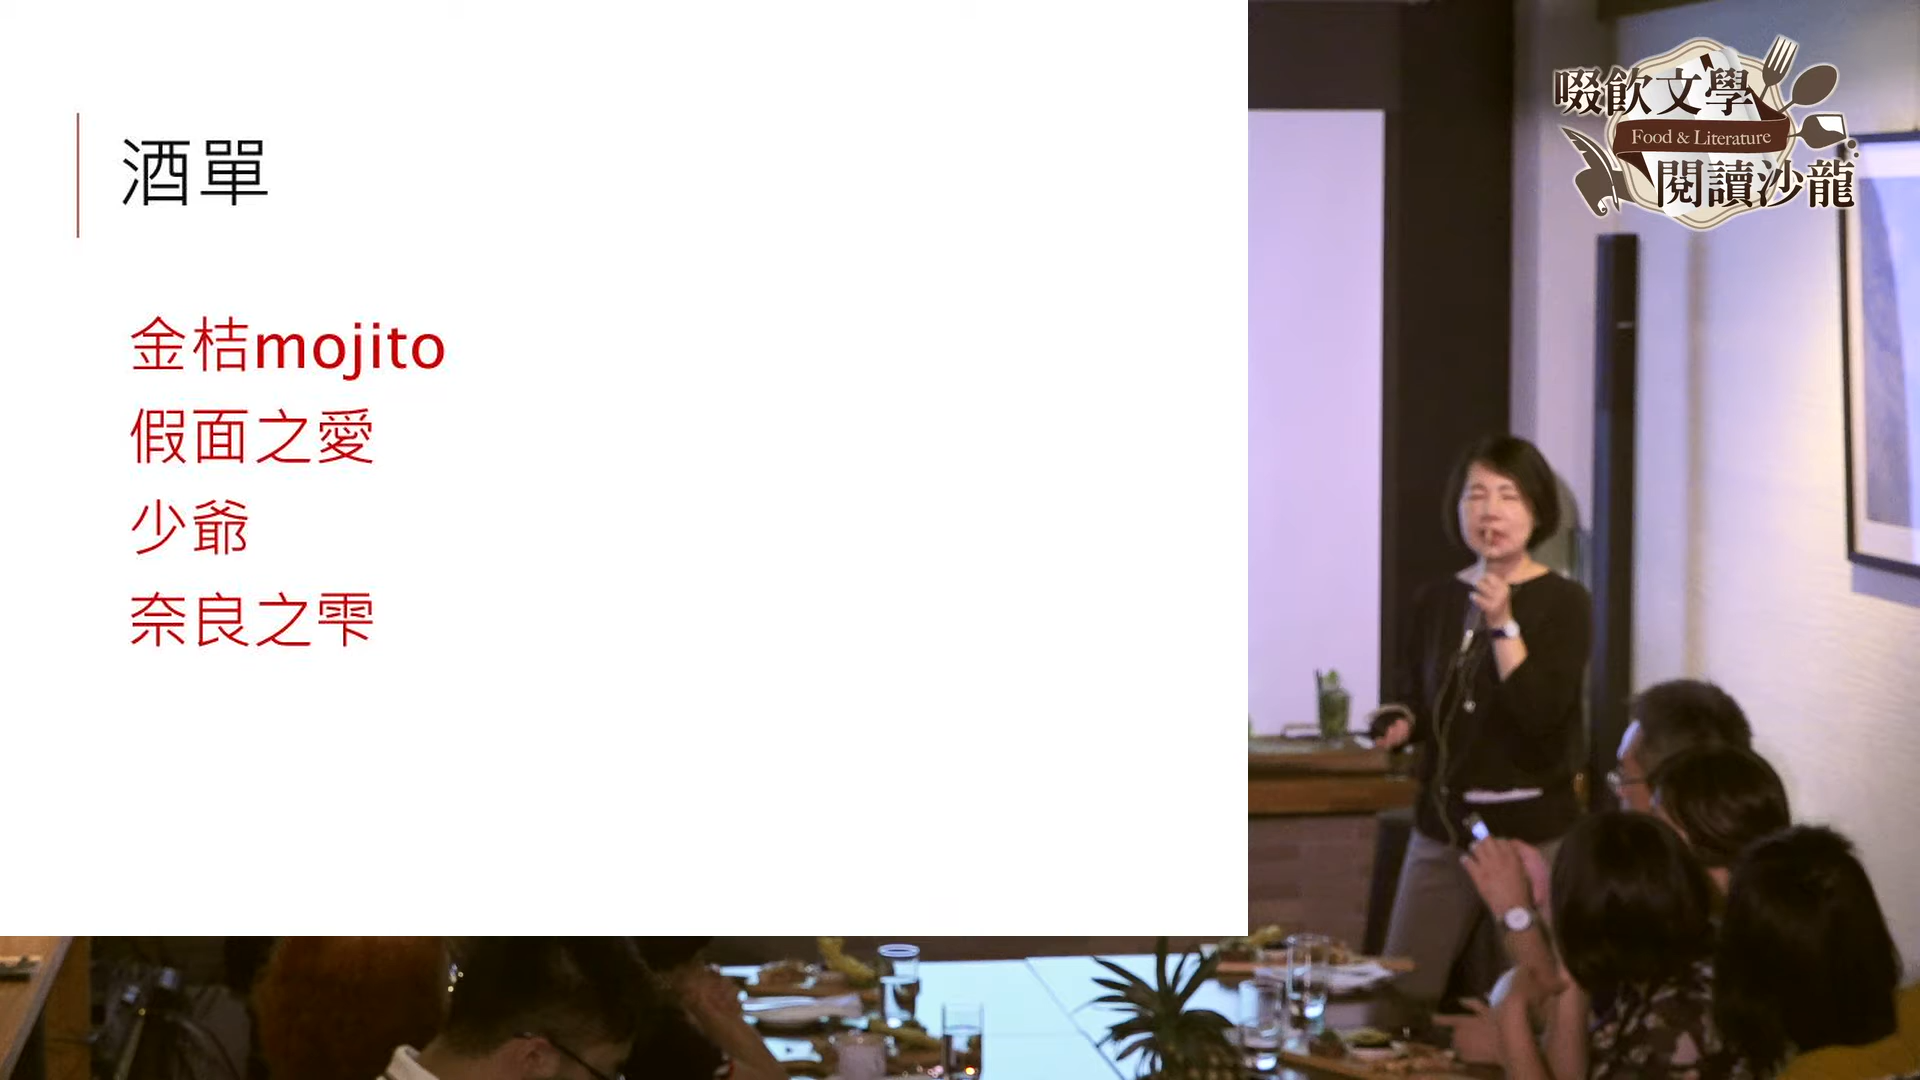 酒單
金桔mojito
假面之愛
少爺
奈良之雫
啜飲文學
Food & Literature
閱讀沙龍